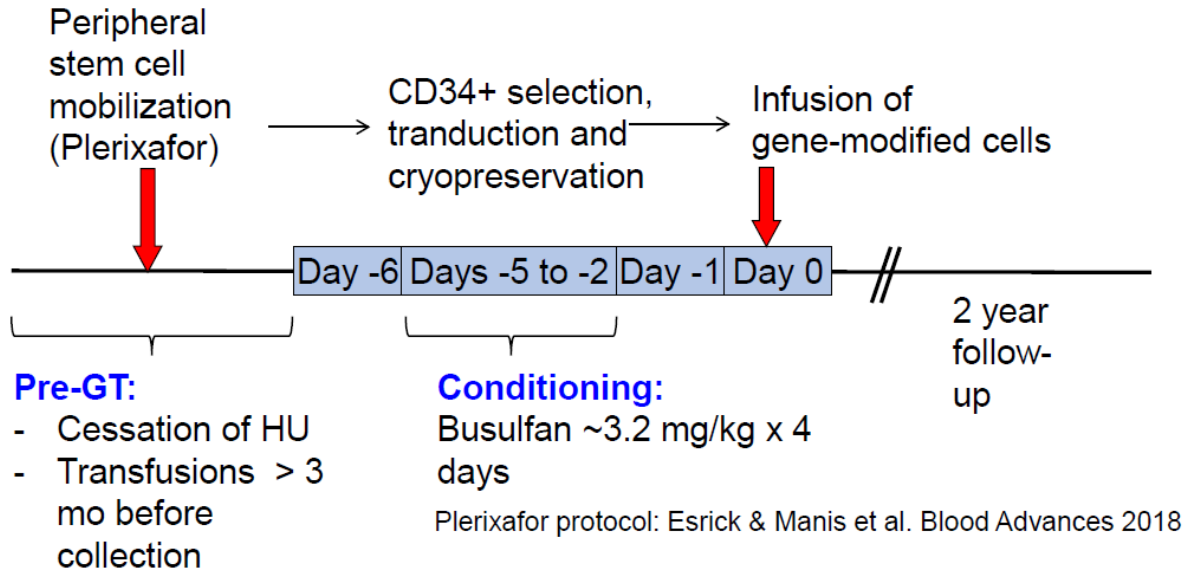 Peripheral
stem cell
mobilization
(Plerixafor)
CD34+ selection,
tranduction and
cryopreservation
Infusion of
gene-modified cells
Day -6
Days -5 to -2
Day -1
Day 0
2 year
follow-
up
Pre-GT:
- Cessation of HU
- Transfusions > 3
mo before
collection
Conditioning:
Busulfan ~3.2 mg/kg x 4
days
Plerixafor protocol: Esrick & Manis et al. Blood Advances 2018